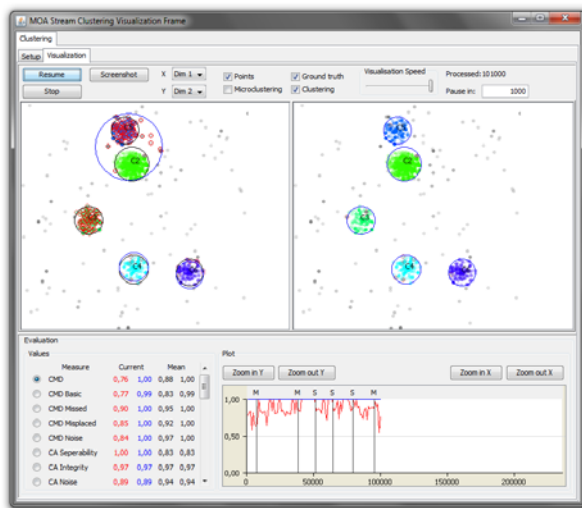 MOA Stream Clustering Visualization Frame
Clustering
Setup Visualization
Resume Screenshot X Dim 1 Points Ground truth Visualisation Speed Processed: 101000
Stop Y Dim 2 Microclustering Clustering Pause in: 1000
C2 C2
C4 C4
Evaluation
Values Plot
Measure Current Mean
Zoom in Y Zoom out Y Zoom in X Zoom out X
CMD 0,76 1,00 0,88 1,00
CMD Basic 0,77 0,99 0,83 0,99
CMD Missed 0,90 1,00 0,95 1,00
CMD Misplaced 0,85 1,00 0,92 1,00
CMD Noise 0,84 1,00 0,97 1,00
CA Seperability 1,00 1,00 0,83 0,83
CA Integrity 0,97 0,97 0,97 0,97
CA Noise 0,89 0,89 0,94 0,94
M M S S S M
1,00
0,50
0,00
0 50000 100000 150000 200000